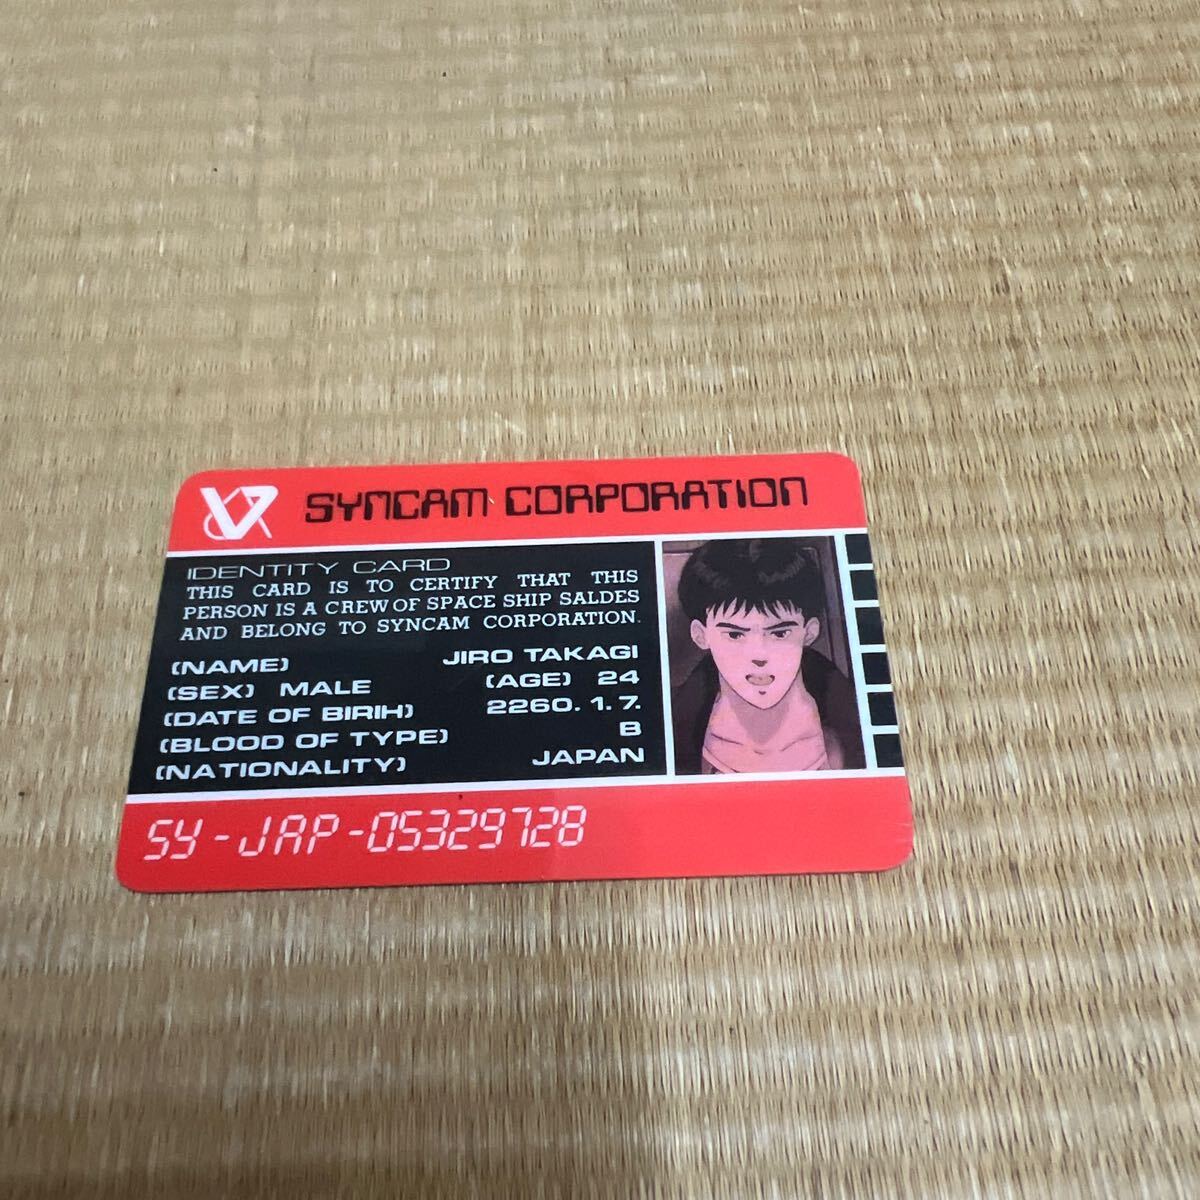 SYNCAM CORPORATION
IDENTITY CARD
THIS CARD IS TO CERTIFY THAT THIS
PERSON IS A CREW OF SPACE SHIP SALDES
AND BELONG TO SYNCAM CORPORATION.
(NAME) JIRO TAKAGI
(SEX) MALE (AGE) 24
(DATE OF BIRIH) 2260. 1. 7.
(BLOOD OF TYPE) B
(NATIONALITY) JAPAN
SY-JAP-05329728